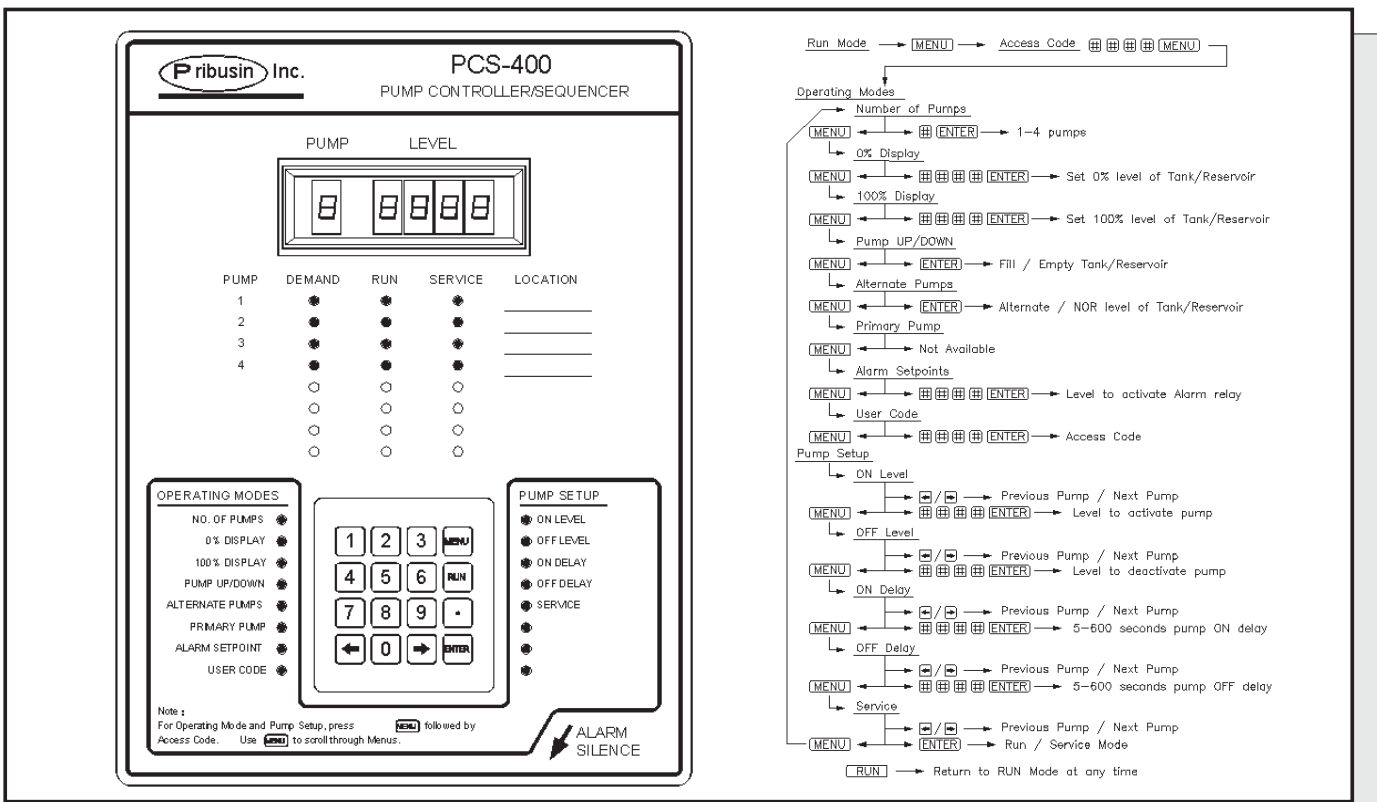 Pribusin Inc.
PCS-400
PUMP CONTROLLER/SEQUENCER
PUMP LEVEL
8 8 8 8 8
PUMP DEMAND RUN SERVICE LOCATION
1
2
3
4
OPERATING MODES
NO. OF PUMPS
0% DISPLAY
100% DISPLAY
PUMP UP/DOWN
ALTERNATE PUMPS
PRIMARY PUMP
ALARM SETPOINT
USER CODE
1 2 3 MENU
4 5 6 RUN
7 8 9 .
← 0 → ENTER
PUMP SETUP
ON LEVEL
OFF LEVEL
ON DELAY
OFF DELAY
SERVICE
Note :
For Operating Mode and Pump Setup, press MENU followed by
Access Code. Use MENU to scroll through Menus.
ALARM
SILENCE
Run Mode MENU Access Code # # # # MENU
Operating Modes
Number of Pumps
MENU # ENTER 1-4 pumps
0% Display
MENU # # # # ENTER Set 0% level of Tank/Reservoir
100% Display
MENU # # # # ENTER Set 100% level of Tank/Reservoir
Pump UP/DOWN
MENU ENTER Fill / Empty Tank/Reservoir
Alternate Pumps
MENU ENTER Alternate / NOR level of Tank/Reservoir
Primary Pump
MENU Not Available
Alarm Setpoints
MENU # # # # ENTER Level to activate Alarm relay
User Code
MENU # # # # ENTER Access Code
Pump Setup
ON Level
←/→ Previous Pump / Next Pump
MENU # # # # ENTER Level to activate pump
OFF Level
←/→ Previous Pump / Next Pump
MENU # # # # ENTER Level to deactivate pump
ON Delay
←/→ Previous Pump / Next Pump
MENU # # # # ENTER 5-600 seconds pump ON delay
OFF Delay
←/→ Previous Pump / Next Pump
MENU # # # # ENTER 5-600 seconds pump OFF delay
Service
←/→ Previous Pump / Next Pump
MENU ENTER Run / Service Mode
RUN Return to RUN Mode at any time